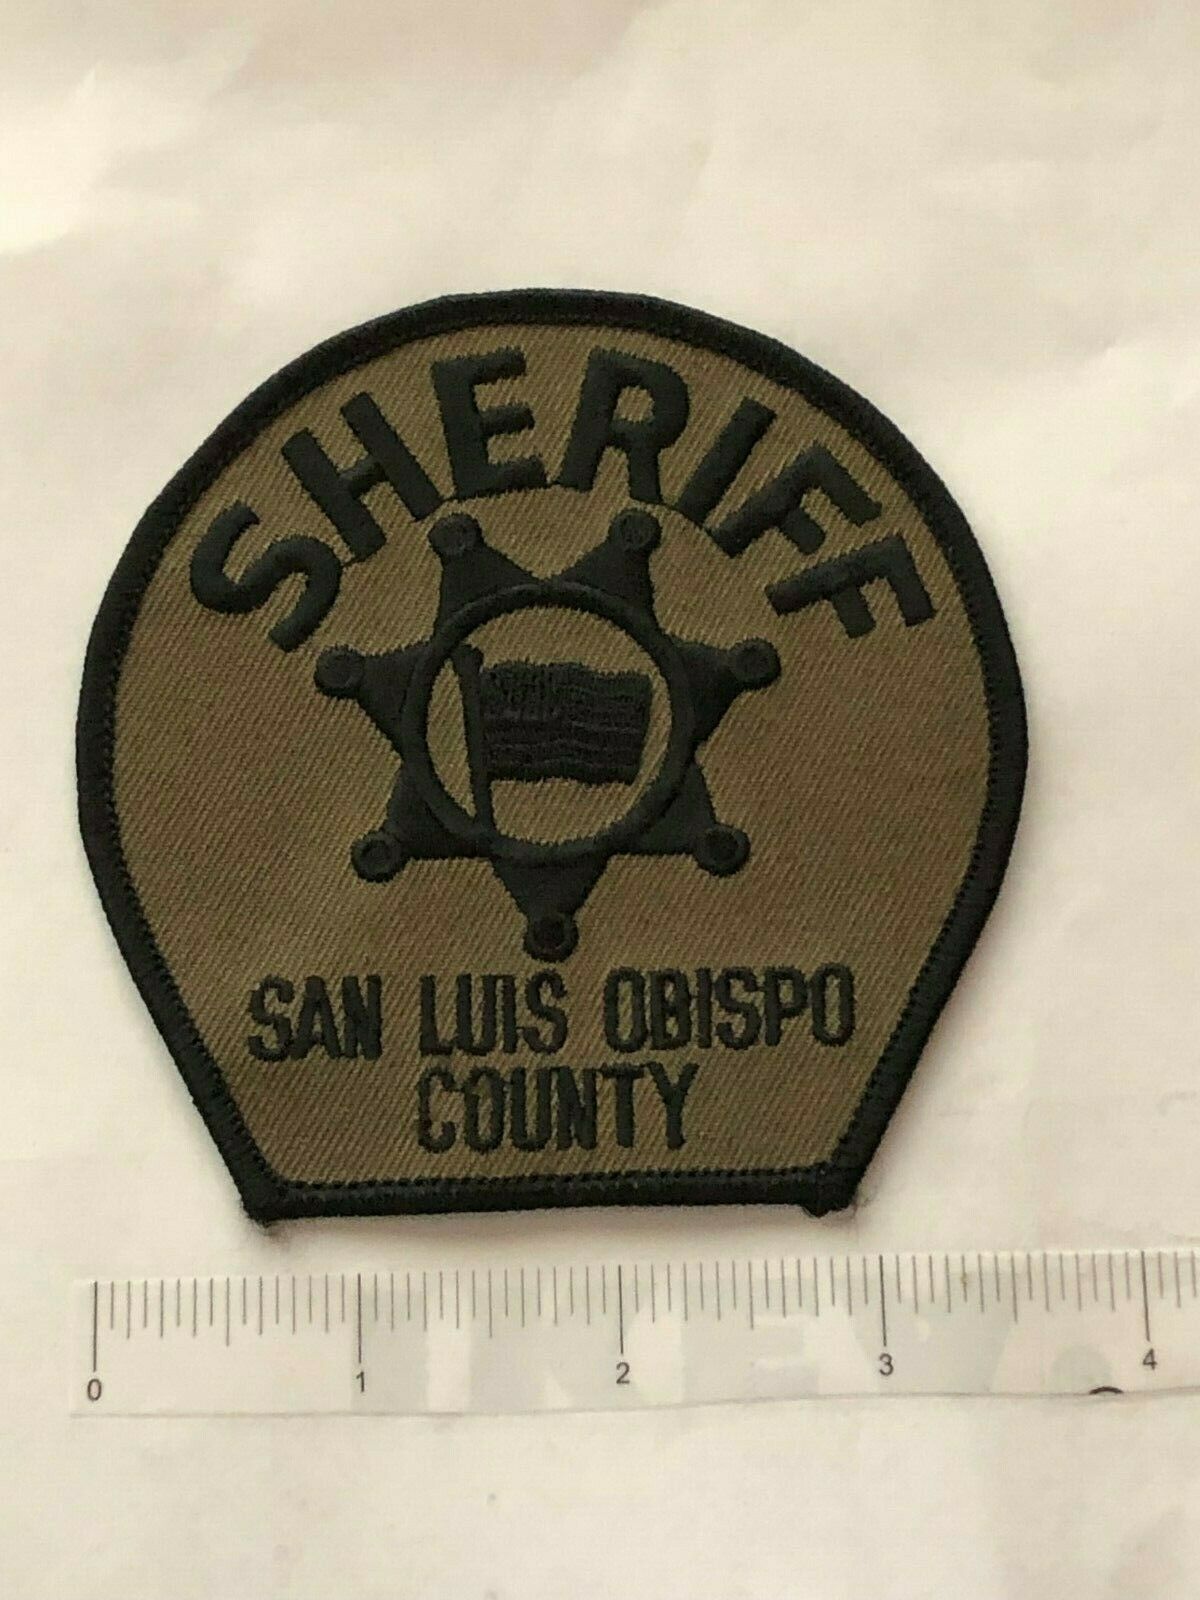 SHERIFF
SAN LUIS OBISPO
COUNTY
0 1 2 3 4